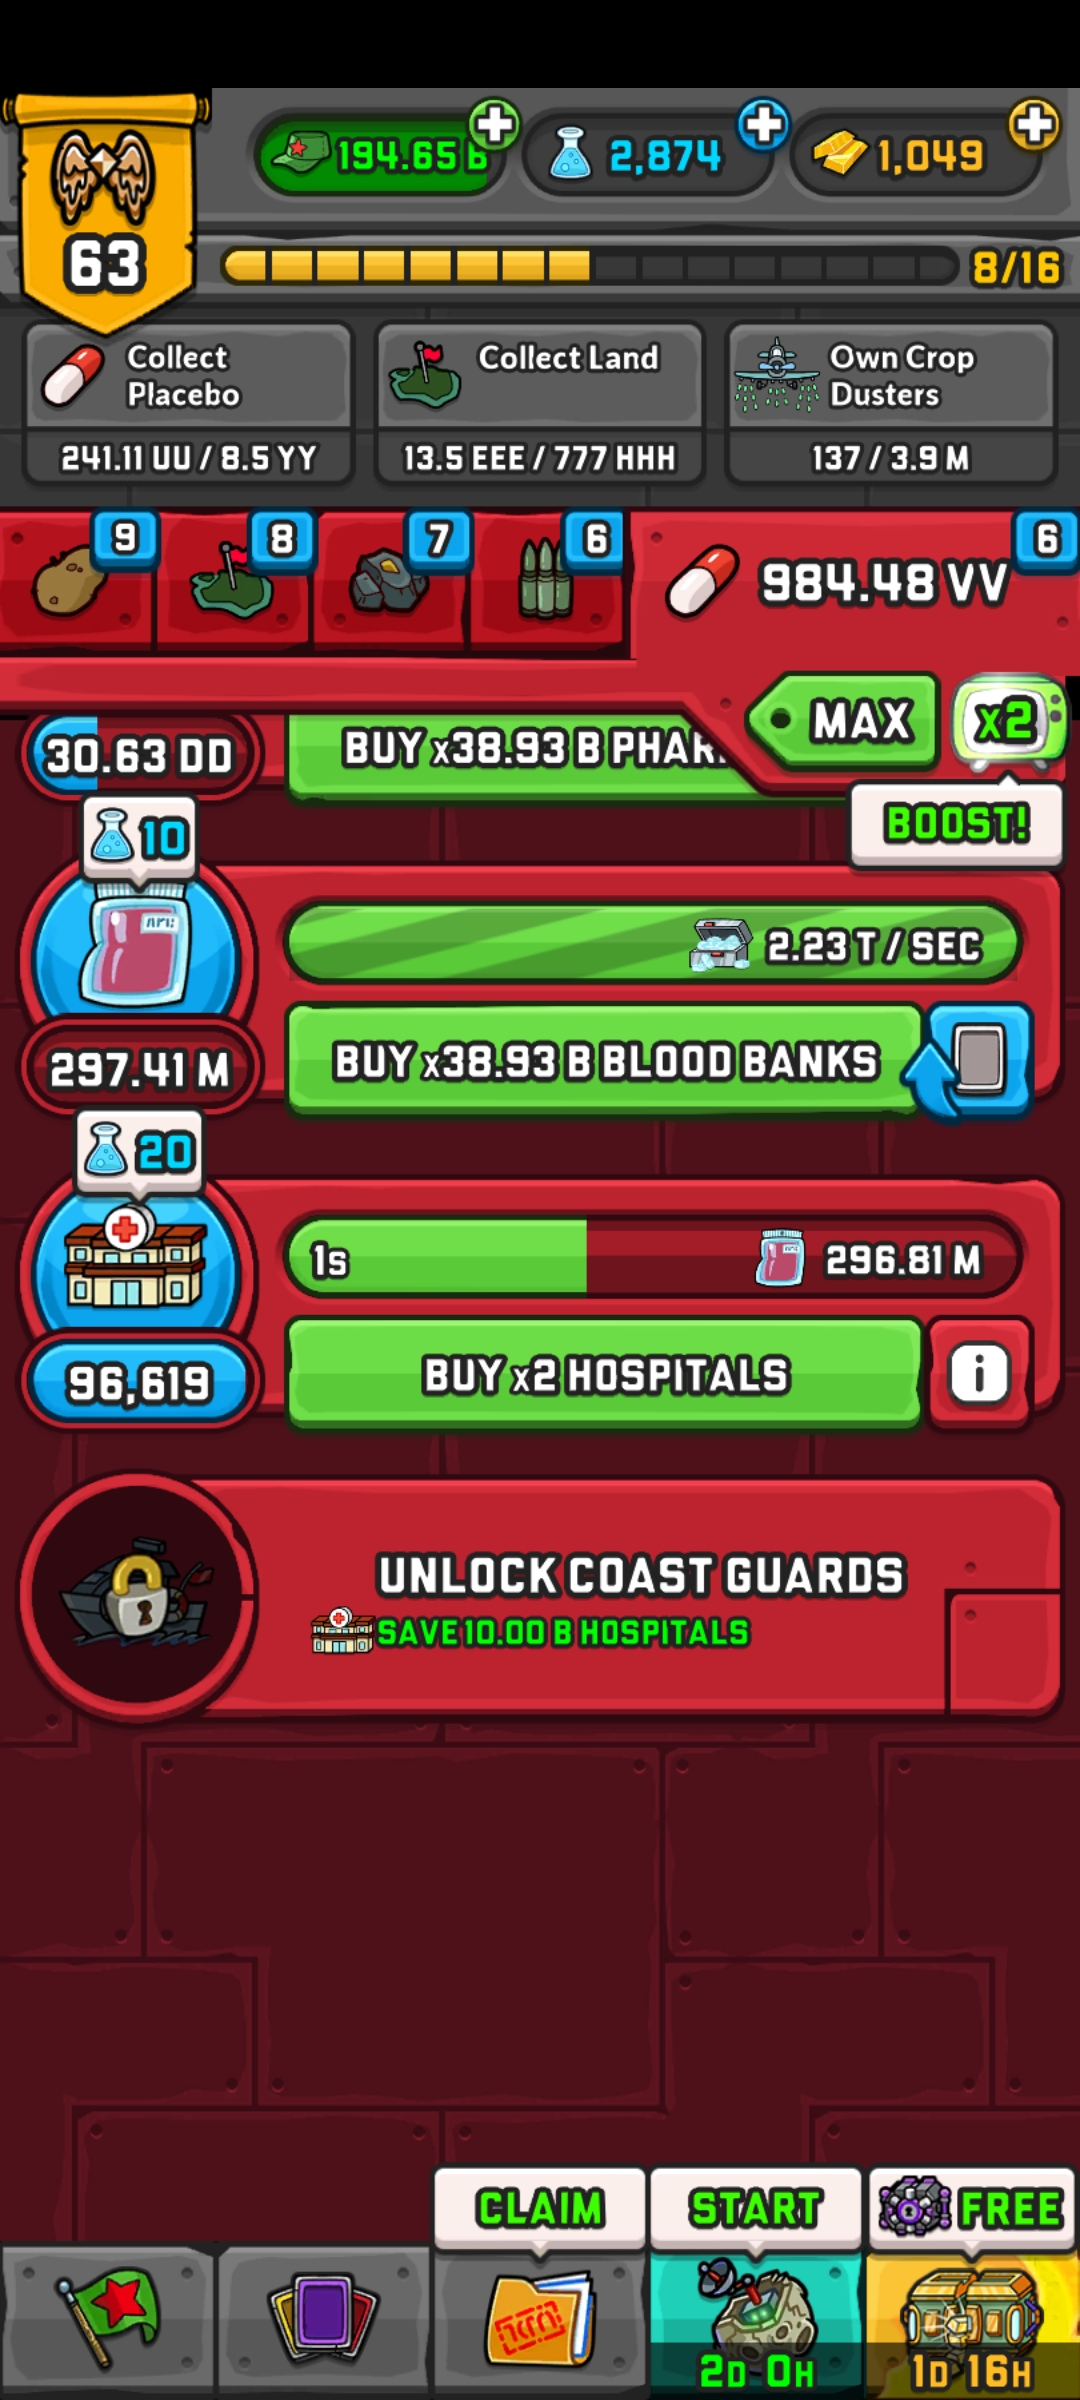 194.65 B
2,874
1,049
63
8/16
Collect
Placebo
241.11 UU / 8.5 YY
Collect Land
13.5 EEE / 777 HHH
Own Crop
Dusters
137 / 3.9 M
9
8
7
6
984.48 VV
6
MAX
x2
BOOST!
30.63 DD
BUY x38.93 B PHAR
10
2.23 T / SEC
297.41 M
BUY x38.93 B BLOOD BANKS
20
1s
296.81 M
96,619
BUY x2 HOSPITALS
i
UNLOCK COAST GUARDS
SAVE 10.00 B HOSPITALS
CLAIM
START
FREE
2D 0H
1D 16H